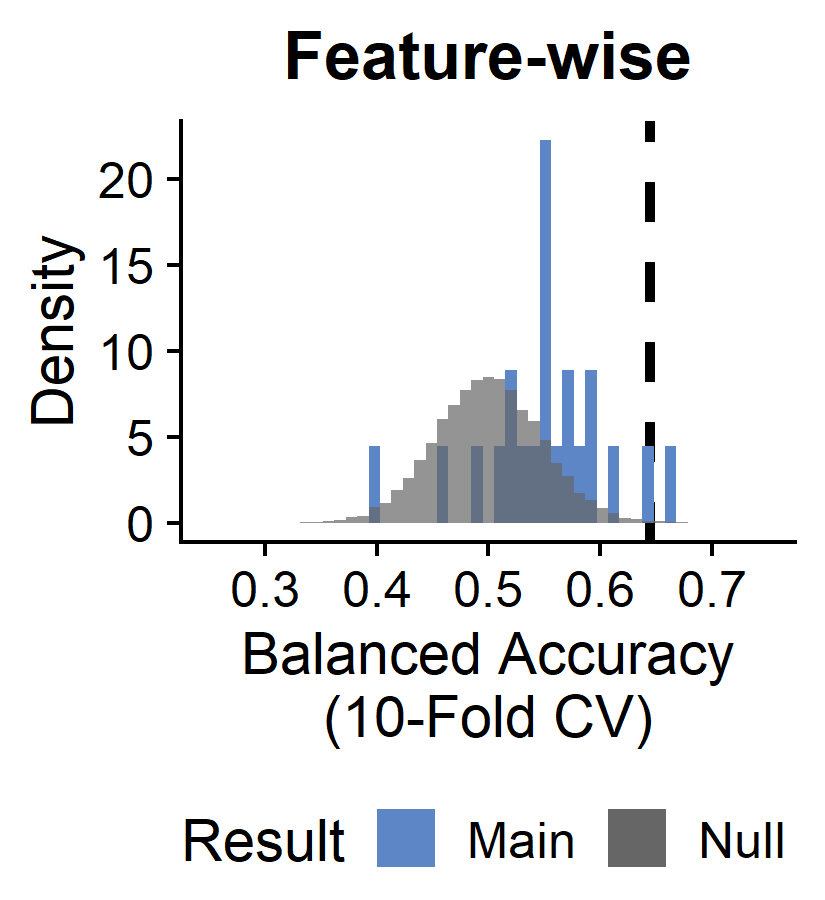 Feature-wise
20
15
10
5
0
Density
0.3 0.4 0.5 0.6 0.7
Balanced Accuracy
(10-Fold CV)
Result Main Null